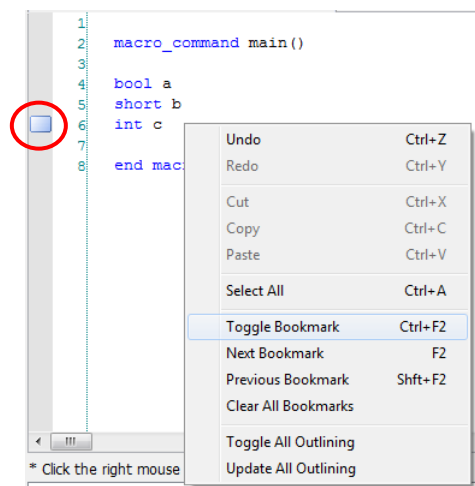 1
2 macro_command main()
3
4 bool a
5 short b
6 int c
7
8 end mac
Undo Ctrl+Z
Redo Ctrl+Y
Cut Ctrl+X
Copy Ctrl+C
Paste Ctrl+V
Select All Ctrl+A
Toggle Bookmark Ctrl+F2
Next Bookmark F2
Previous Bookmark Shft+F2
Clear All Bookmarks
Toggle All Outlining
Update All Outlining
* Click the right mouse